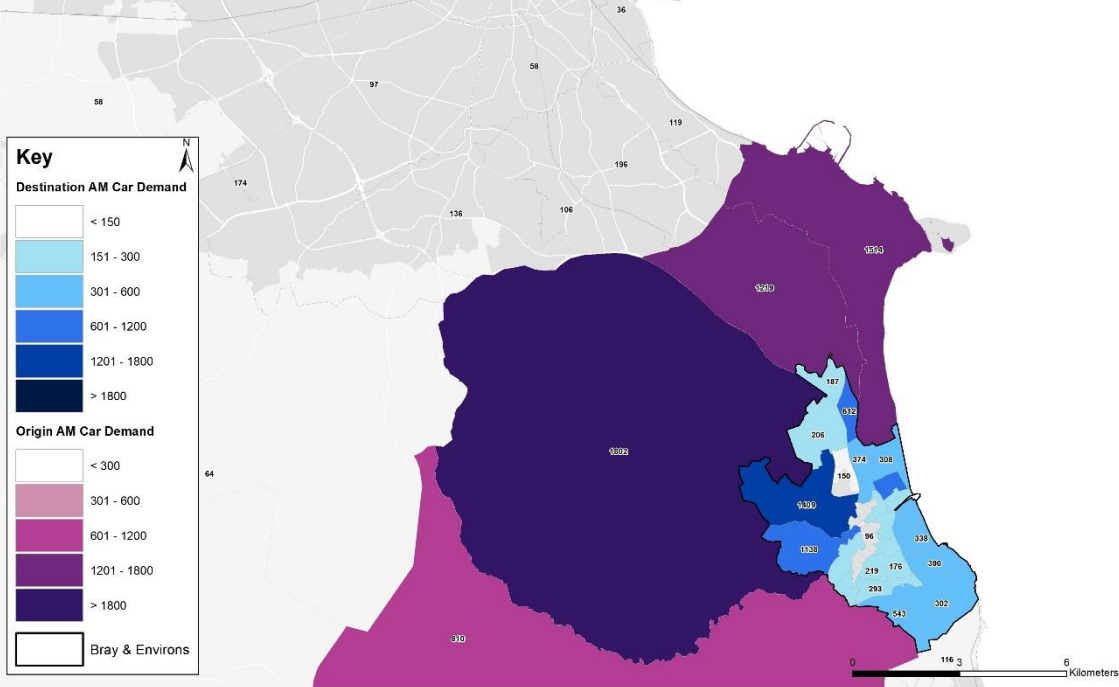 36
58
97
58
119
196
174
136
106
1514
1219
187
612
206
374
308
1802
150
64
1409
96
338
1138
390
219
176
293
302
543
810
116
Key
N
Destination AM Car Demand
< 150
151 - 300
301 - 600
601 - 1200
1201 - 1800
> 1800
Origin AM Car Demand
< 300
301 - 600
601 - 1200
1201 - 1800
> 1800
Bray & Environs
0 3 6
Kilometers